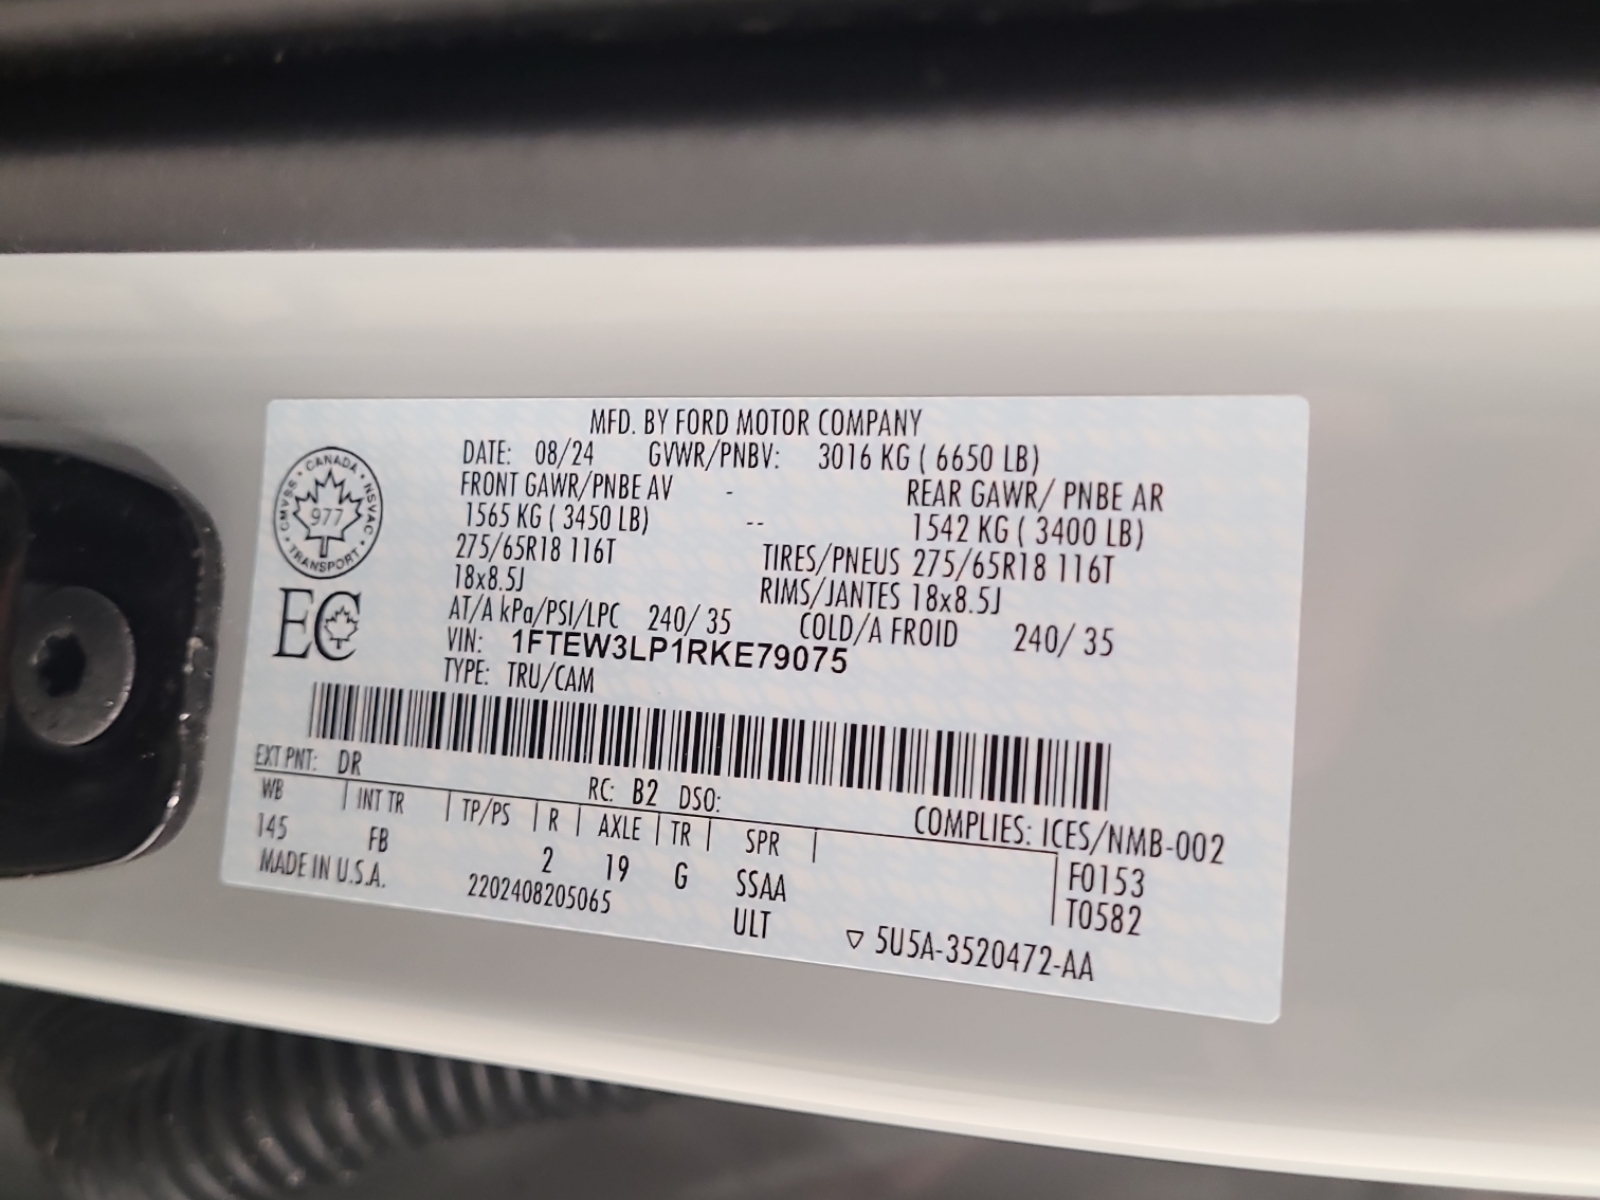 MFD. BY FORD MOTOR COMPANY
DATE: 08/24 GVWR/PNBV: 3016 KG ( 6650 LB)
FRONT GAWR/PNBE AV - REAR GAWR/ PNBE AR
1565 KG ( 3450 LB) -- 1542 KG ( 3400 LB)
275/65R18 116T TIRES/PNEUS 275/65R18 116T
18x8.5J RIMS/JANTES 18x8.5J
AT/A kPa/PSI/LPC 240/ 35 COLD/A FROID 240/ 35
VIN: 1FTEW3LP1RKE79075
TYPE: TRU/CAM
CANADA
CMVSS 977 NSVAC
TRANSPORT
EC
EXT PNT: DR RC: B2 DSO:
COMPLIES: ICES/NMB-002
WB | INT TR | TP/PS | R | AXLE | TR | SPR |
145 FB 2 19 G SSAA
F0153
T0582
MADE IN U.S.A. 2202408205065 ULT
▽ 5U5A-3520472-AA